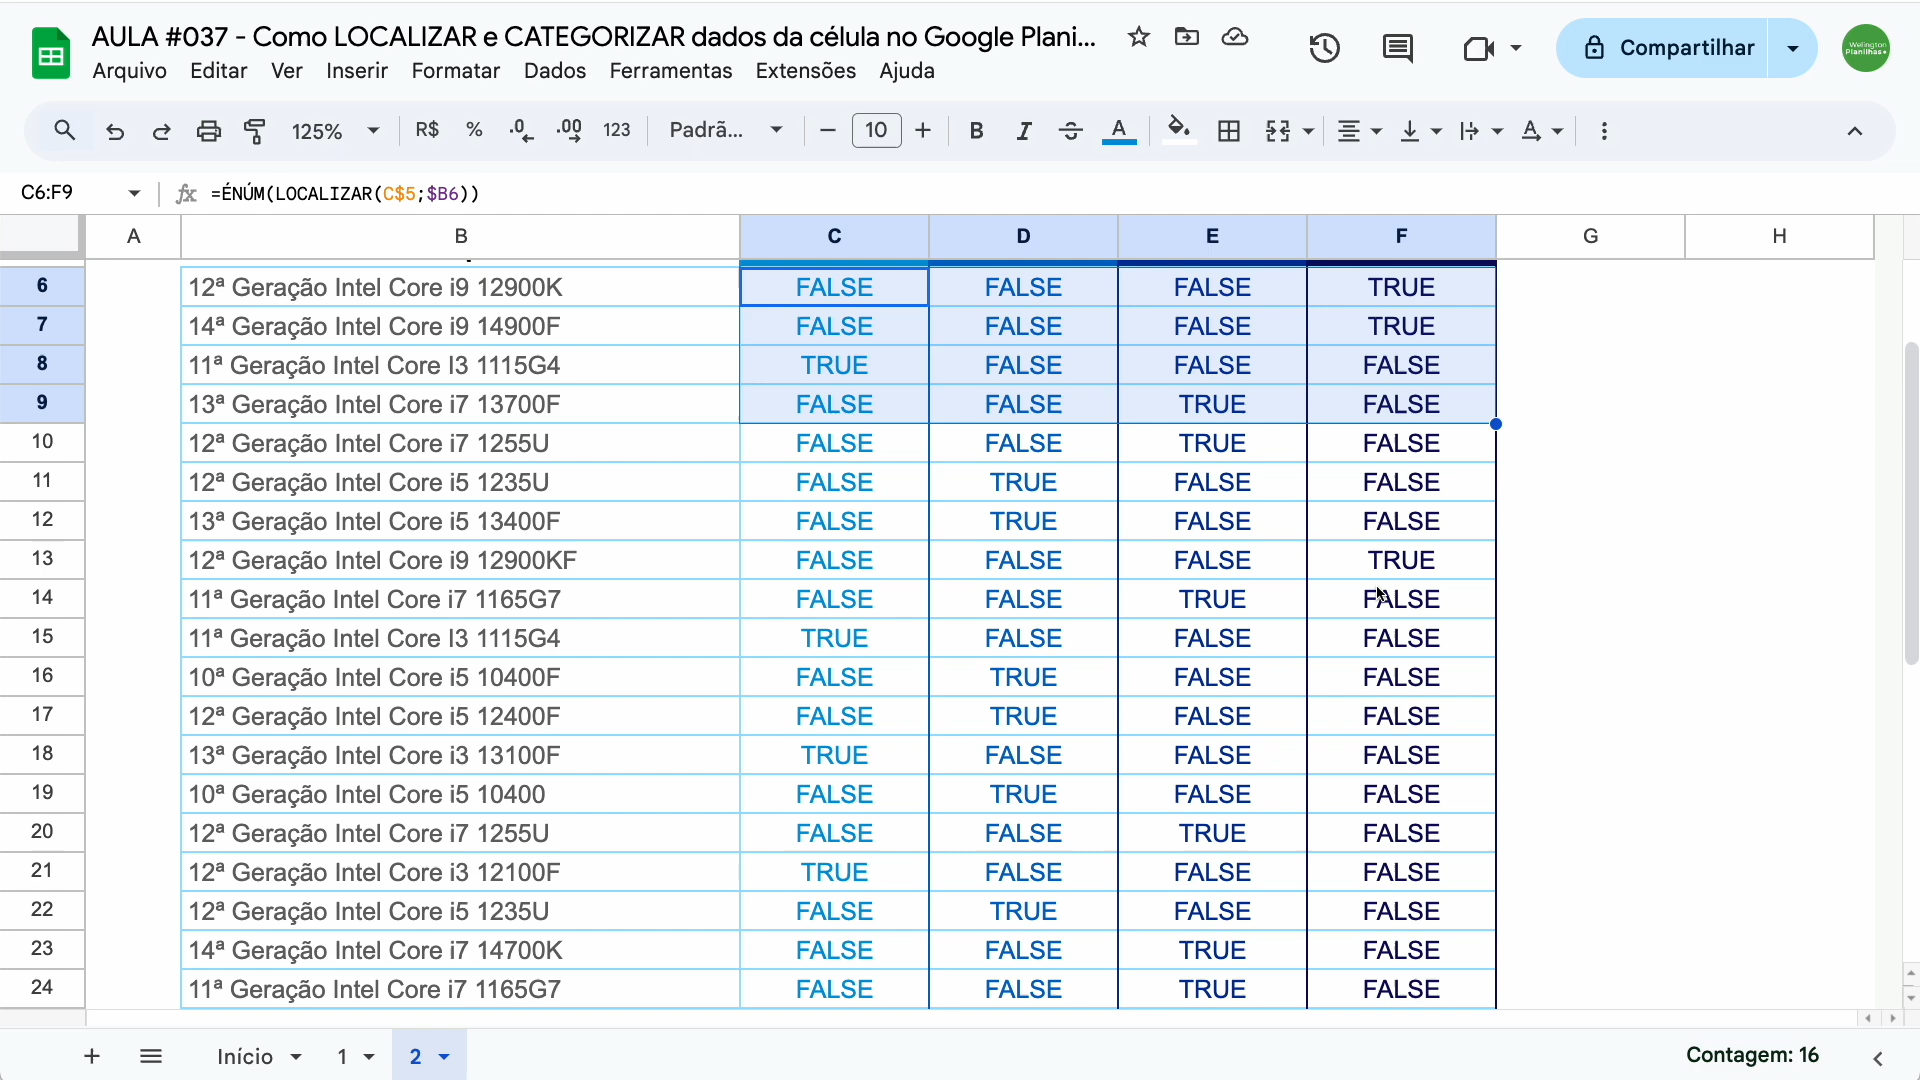 AULA #037 - Como LOCALIZAR e CATEGORIZAR dados da célula no Google Plani...
Arquivo Editar Ver Inserir Formatar Dados Ferramentas Extensões Ajuda
Compartilhar
Welington Planilhas
125% R$ % .0 .00 123 Padrã... 10 B I S A A
C6:F9 fx =ÉNÚM(LOCALIZAR(C$5;$B6))
A B C D E F G H
6 12ª Geração Intel Core i9 12900K FALSE FALSE FALSE TRUE
7 14ª Geração Intel Core i9 14900F FALSE FALSE FALSE TRUE
8 11ª Geração Intel Core I3 1115G4 TRUE FALSE FALSE FALSE
9 13ª Geração Intel Core i7 13700F FALSE FALSE TRUE FALSE
10 12ª Geração Intel Core i7 1255U FALSE FALSE TRUE FALSE
11 12ª Geração Intel Core i5 1235U FALSE TRUE FALSE FALSE
12 13ª Geração Intel Core i5 13400F FALSE TRUE FALSE FALSE
13 12ª Geração Intel Core i9 12900KF FALSE FALSE FALSE TRUE
14 11ª Geração Intel Core i7 1165G7 FALSE FALSE TRUE FALSE
15 11ª Geração Intel Core I3 1115G4 TRUE FALSE FALSE FALSE
16 10ª Geração Intel Core i5 10400F FALSE TRUE FALSE FALSE
17 12ª Geração Intel Core i5 12400F FALSE TRUE FALSE FALSE
18 13ª Geração Intel Core i3 13100F TRUE FALSE FALSE FALSE
19 10ª Geração Intel Core i5 10400 FALSE TRUE FALSE FALSE
20 12ª Geração Intel Core i7 1255U FALSE FALSE TRUE FALSE
21 12ª Geração Intel Core i3 12100F TRUE FALSE FALSE FALSE
22 12ª Geração Intel Core i5 1235U FALSE TRUE FALSE FALSE
23 14ª Geração Intel Core i7 14700K FALSE FALSE TRUE FALSE
24 11ª Geração Intel Core i7 1165G7 FALSE FALSE TRUE FALSE
Início 1 2 Contagem: 16